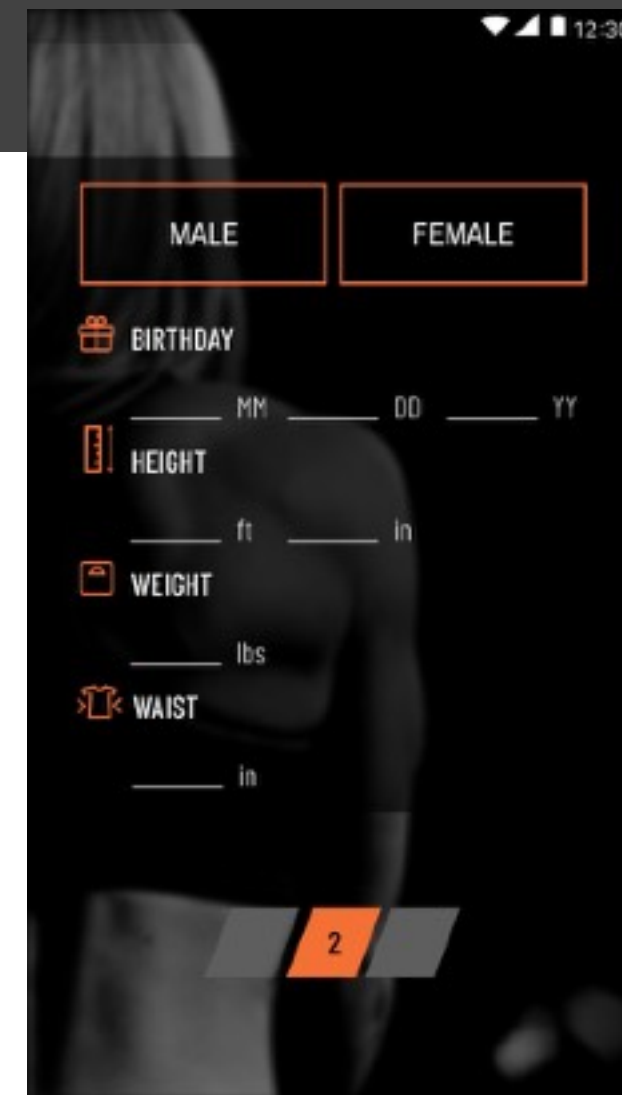 12:30
MALE FEMALE
BIRTHDAY
MM DD YY
HEIGHT
ft in
WEIGHT
lbs
WAIST
in
2